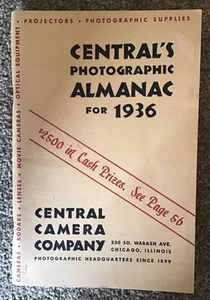 PROJECTORS • PHOTOGRAPHIC SUPPLIES
CAMERAS • KODAKS • LENSES • MOVIE CAMERAS • OPTICAL EQUIPMENT •
CENTRAL'S
PHOTOGRAPHIC
ALMANAC
FOR 1936
$2500 in Cash Prizes. See Page 56
CENTRAL
CAMERA
COMPANY
230 SO. WABASH AVE.
CHICAGO, ILLINOIS
PHOTOGRAPHIC HEADQUARTERS SINCE 1899